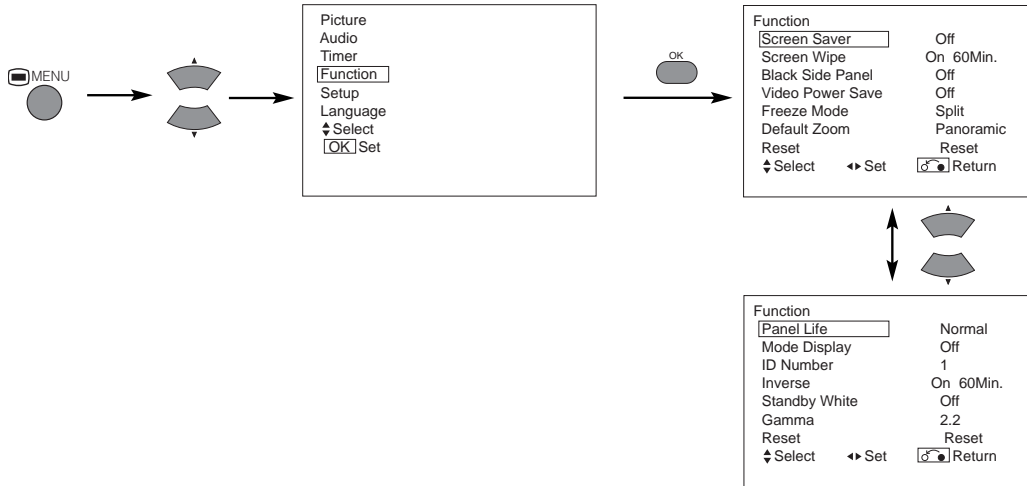 MENU
Picture
Audio
Timer
Function
Setup
Language
Select
OK Set
OK
Function
Screen Saver Off
Screen Wipe On 60Min.
Black Side Panel Off
Video Power Save Off
Freeze Mode Split
Default Zoom Panoramic
Reset Reset
Select Set Return
Function
Panel Life Normal
Mode Display Off
ID Number 1
Inverse On 60Min.
Standby White Off
Gamma 2.2
Reset Reset
Select Set Return